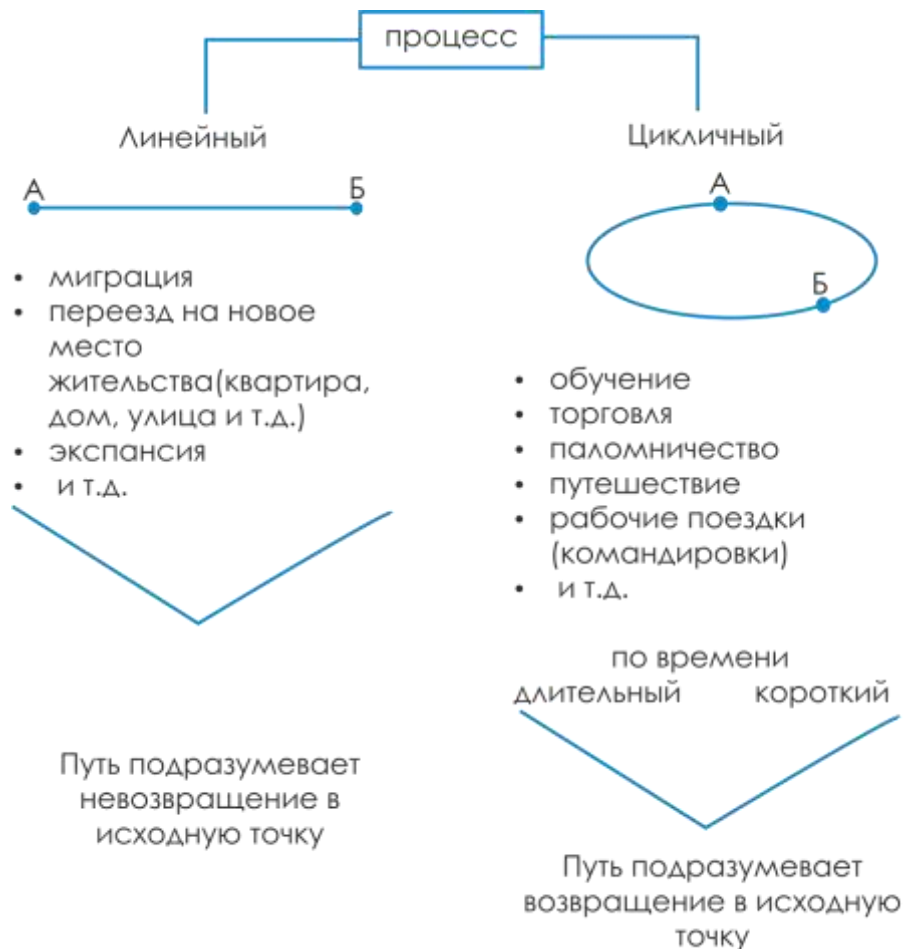 процесс
Линейный
А Б
• миграция
• переезд на новое
место
жительства(квартира,
дом, улица и т.д.)
• экспансия
• и т.д.
Путь подразумевает
невозвращение в
исходную точку
Цикличный
А
Б
• обучение
• торговля
• паломничество
• путешествие
• рабочие поездки
(командировки)
• и т.д.
по времени
длительный короткий
Путь подразумевает
возвращение в исходную
точку